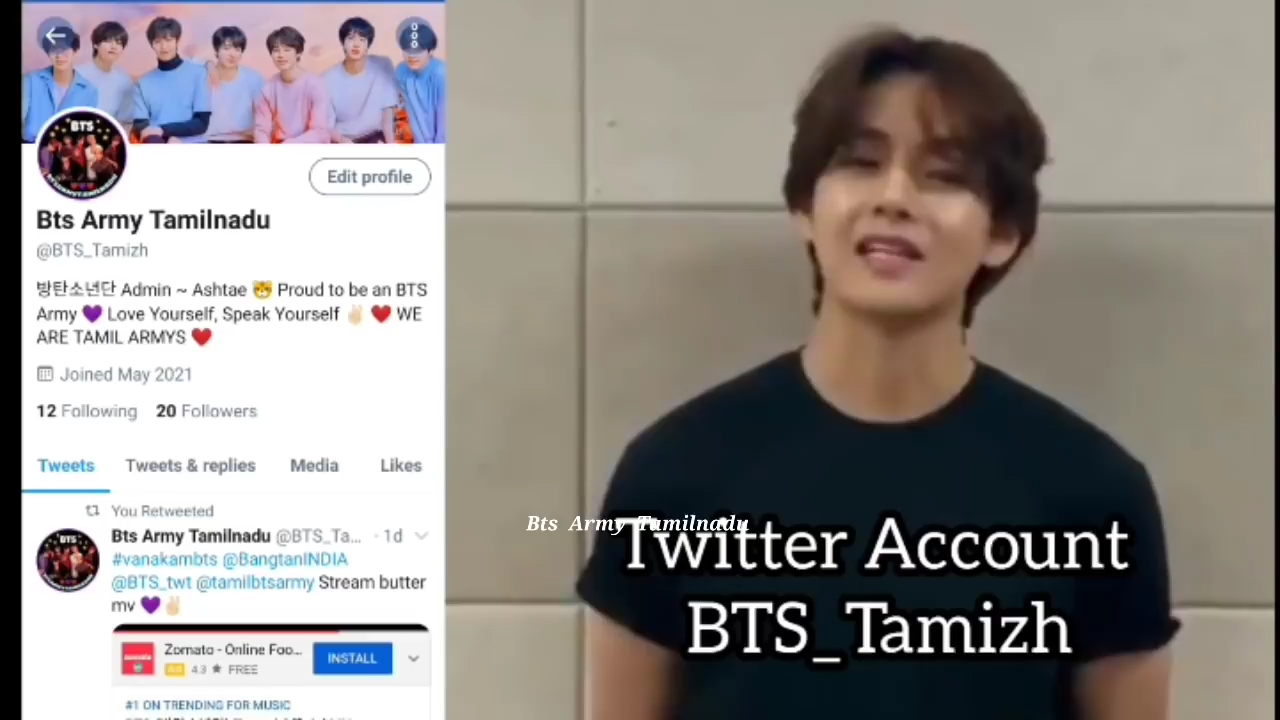 BTS
Edit profile
Bts Army Tamilnadu
@BTS_Tamizh
방탄소년단 Admin ~ Ashtae 🐯 Proud to be an BTS
Army 💜 Love Yourself, Speak Yourself ✌🏻 ❤️ WE
ARE TAMIL ARMYS ❤️
Joined May 2021
12 Following 20 Followers
Tweets Tweets & replies Media Likes
You Retweeted
Bts Army Tamilnadu @BTS_Ta... · 1d
#vanakambts @BangtanINDIA
@BTS_twt @tamilbtsarmy Stream butter
mv 💜✌🏻
BTS
Zomato - Online Foo...
INSTALL
Ad 4.3 ★ FREE
#1 ON TRENDING FOR MUSIC
Bts Army Tamilnadu
Twitter Account
BTS_Tamizh